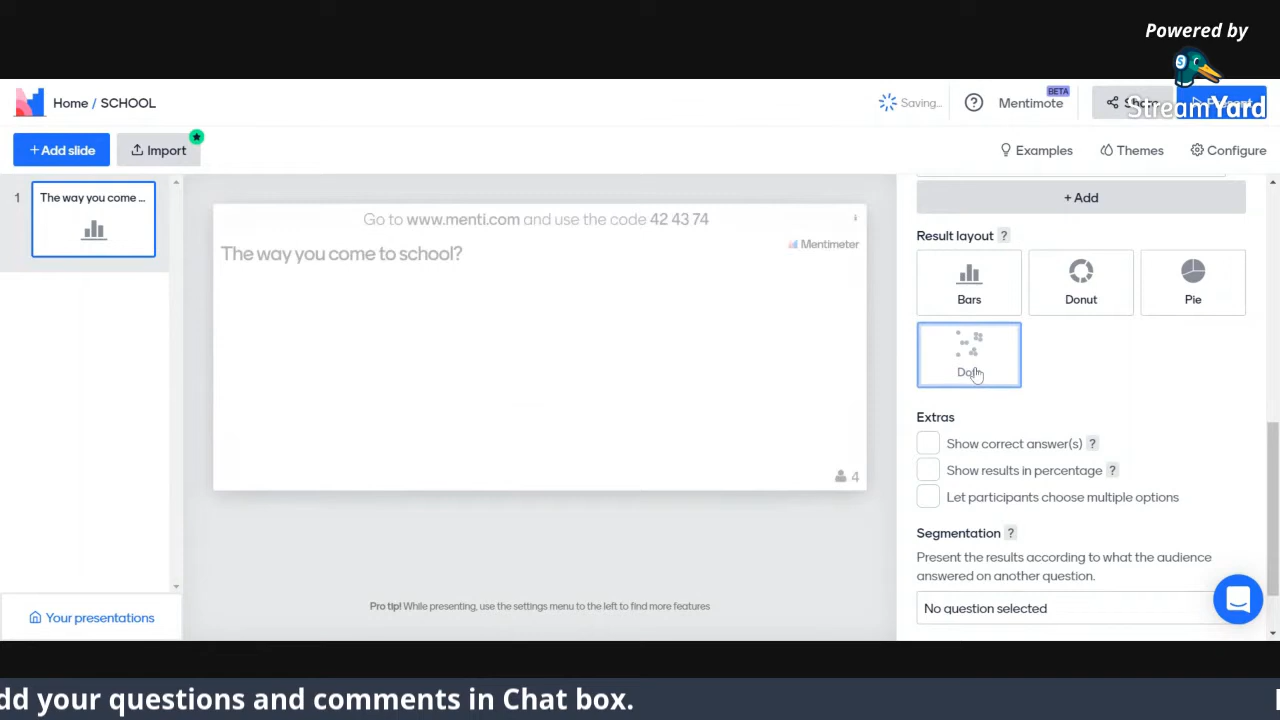 Powered by
StreamYard
Home / SCHOOL
Saving...
Mentimote
BETA
+ Add slide
Import
Examples
Themes
Configure
1
The way you come ...
Go to www.menti.com and use the code 42 43 74
The way you come to school?
Mentimeter
4
Pro tip! While presenting, use the settings menu to the left to find more features
Your presentations
+ Add
Result layout ?
Bars
Donut
Pie
Extras
Show correct answer(s) ?
Show results in percentage ?
Let participants choose multiple options
Segmentation ?
Present the results according to what the audience
answered on another question.
No question selected
dd your questions and comments in Chat box.